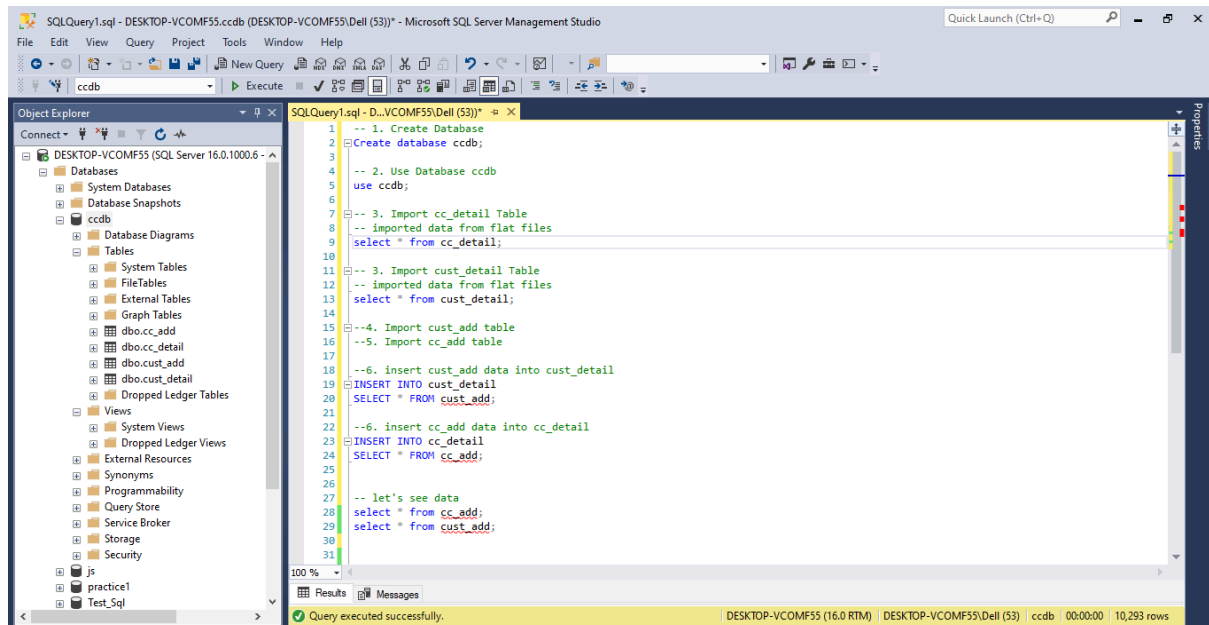 SQLQuery1.sql - DESKTOP-VCOMF55.ccdb (DESKTOP-VCOMF55\Dell (53))* - Microsoft SQL Server Management Studio
Quick Launch (Ctrl+Q)
File Edit View Query Project Tools Window Help
New Query MDX DMX XMLA DAX
ccdb Execute
Object Explorer
Connect
DESKTOP-VCOMF55 (SQL Server 16.0.1000.6 -
Databases
System Databases
Database Snapshots
ccdb
Database Diagrams
Tables
System Tables
FileTables
External Tables
Graph Tables
dbo.cc_add
dbo.cc_detail
dbo.cust_add
dbo.cust_detail
Dropped Ledger Tables
Views
System Views
Dropped Ledger Views
External Resources
Synonyms
Programmability
Query Store
Service Broker
Storage
Security
js
practice1
Test_Sql
SQLQuery1.sql - D...VCOMF55\Dell (53))*
1 -- 1. Create Database
2 Create database ccdb;
3
4 -- 2. Use Database ccdb
5 use ccdb;
6
7 -- 3. Import cc_detail Table
8 -- imported data from flat files
9 select * from cc_detail;
10
11 -- 3. Import cust_detail Table
12 -- imported data from flat files
13 select * from cust_detail;
14
15 --4. Import cust_add table
16 --5. Import cc_add table
17
18 --6. insert cust_add data into cust_detail
19 INSERT INTO cust_detail
20 SELECT * FROM cust_add;
21
22 --6. insert cc_add data into cc_detail
23 INSERT INTO cc_detail
24 SELECT * FROM cc_add;
25
26
27 -- let's see data
28 select * from cc_add;
29 select * from cust_add;
30
31
100 %
Results Messages
Query executed successfully.
DESKTOP-VCOMF55 (16.0 RTM) DESKTOP-VCOMF55\Dell (53) ccdb 00:00:00 10,293 rows
Properties